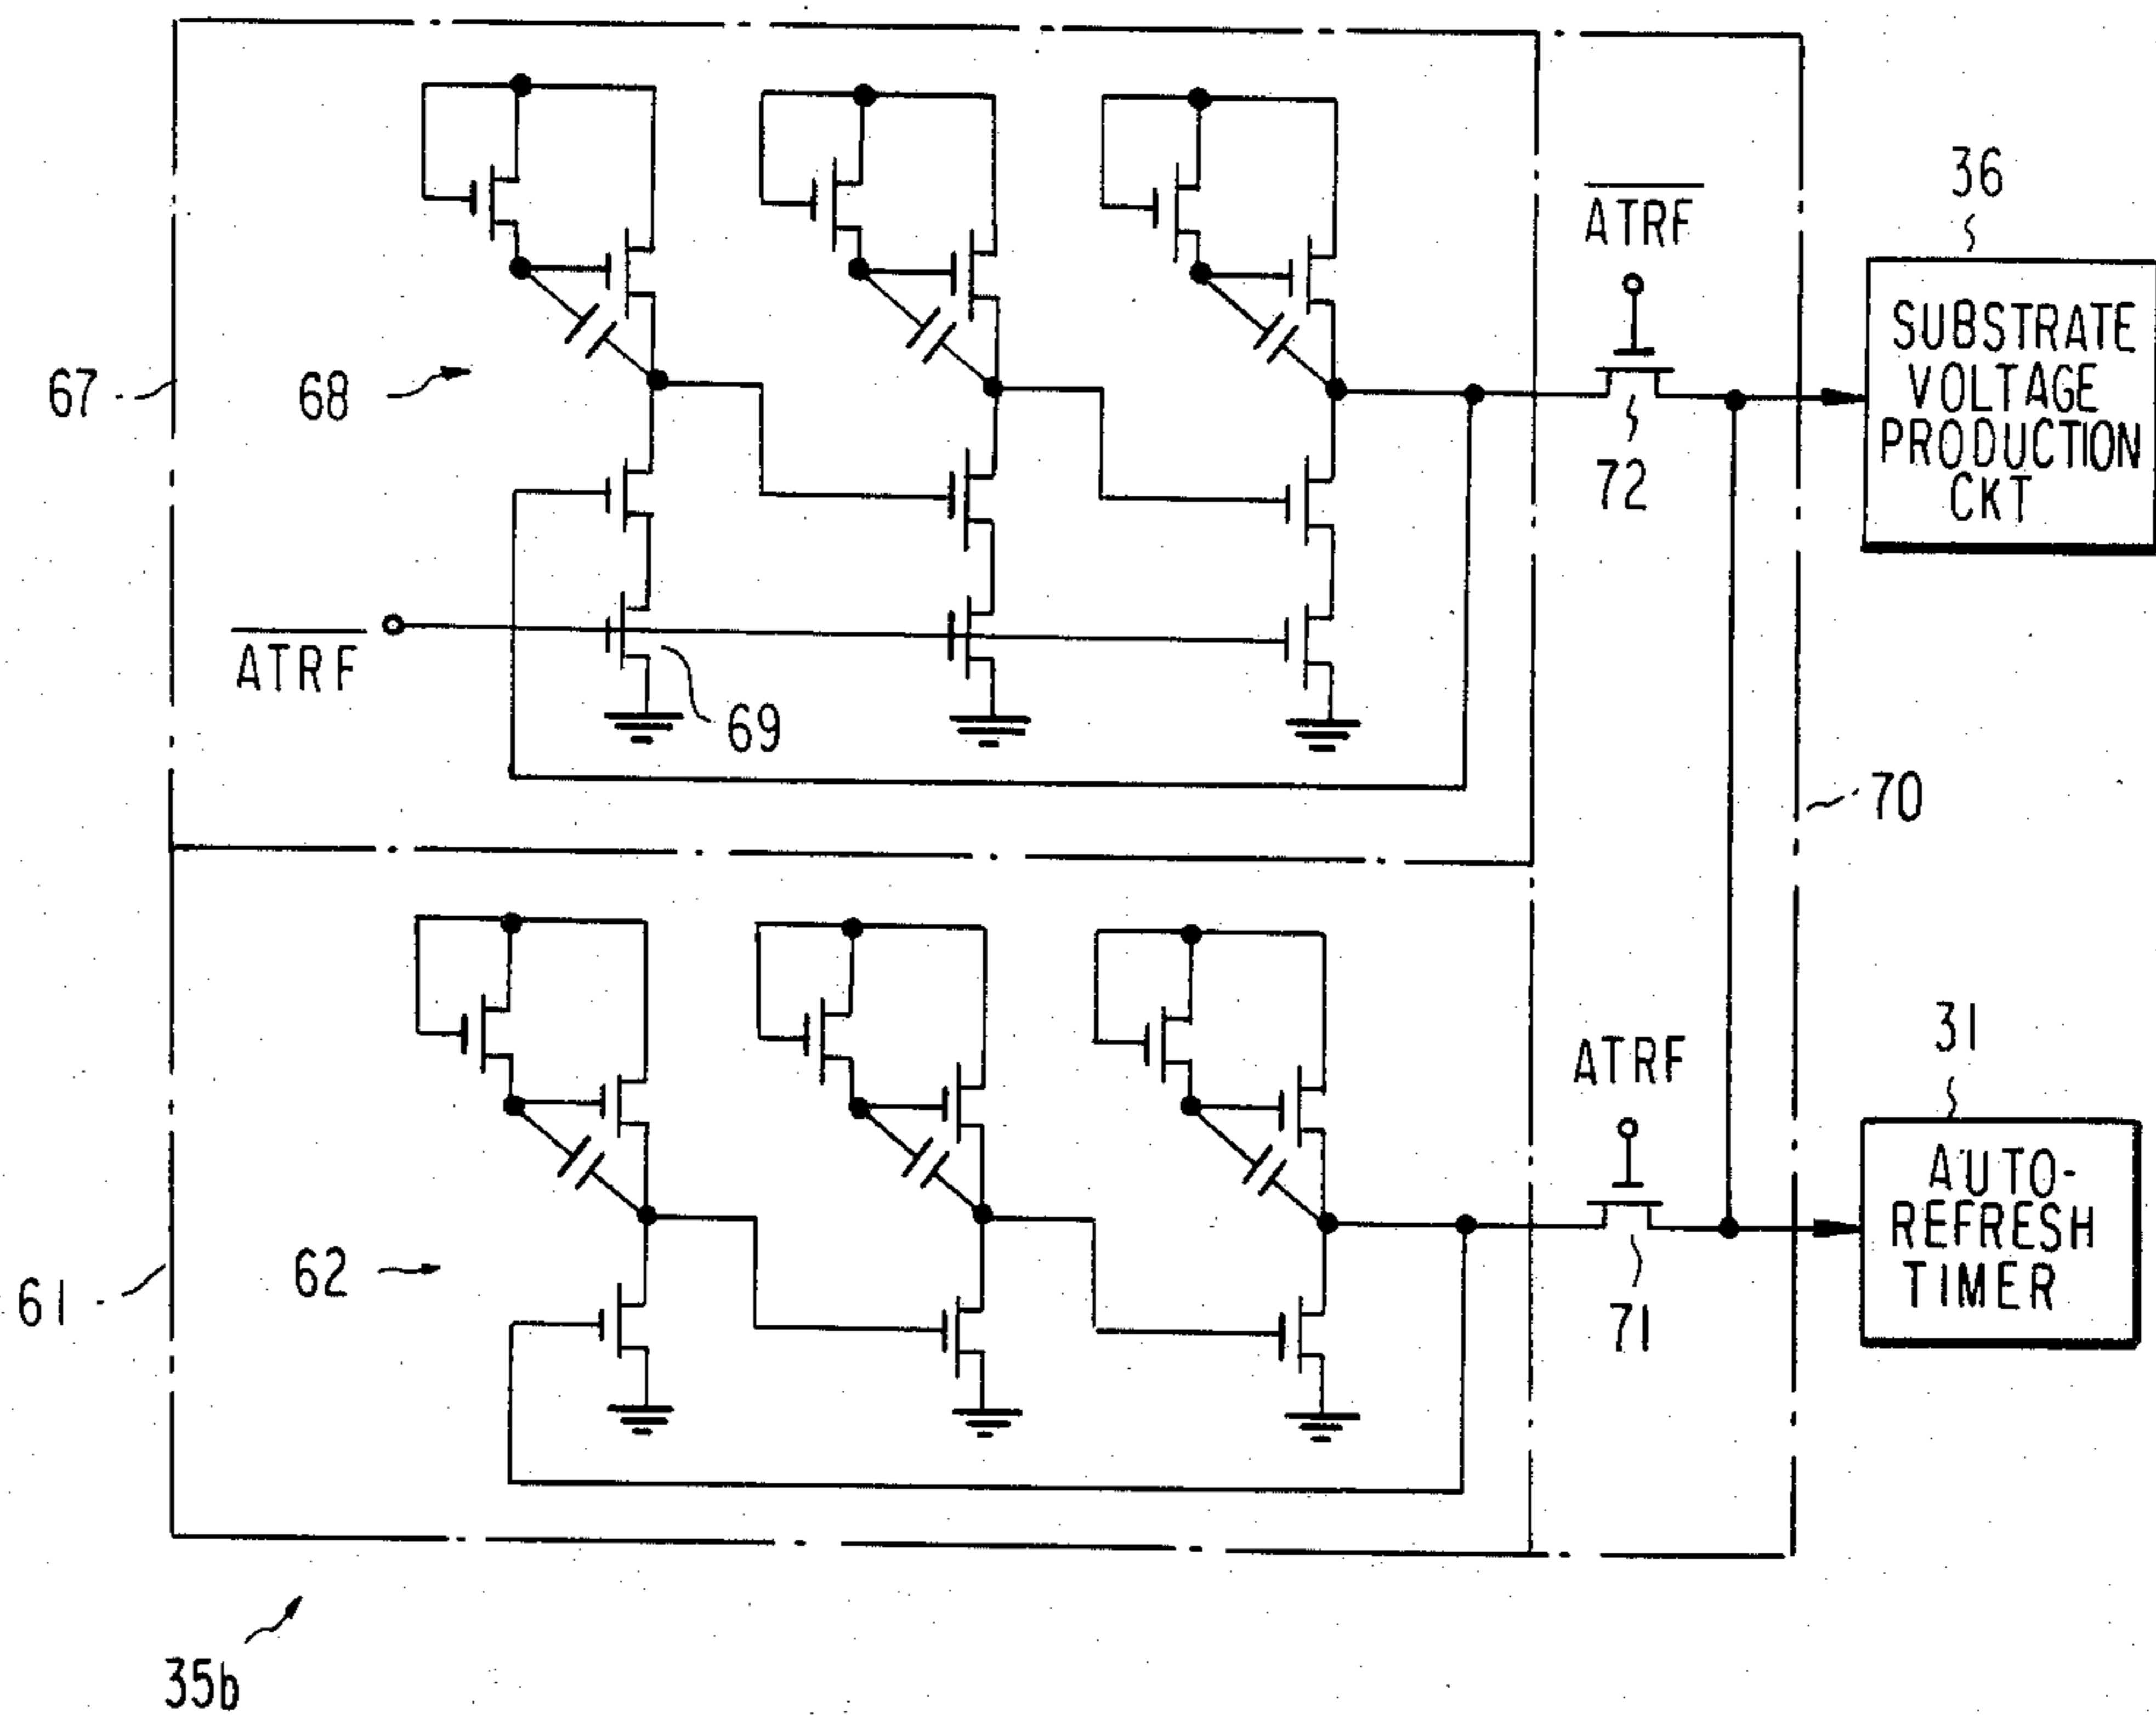 36
ATRF
SUBSTRATE
VOLTAGE
PRODUCTION
CKT
67
68
72
ATRF
69
70
31
ATRF
AUTO-
REFRESH
TIMER
62
61
71
35b